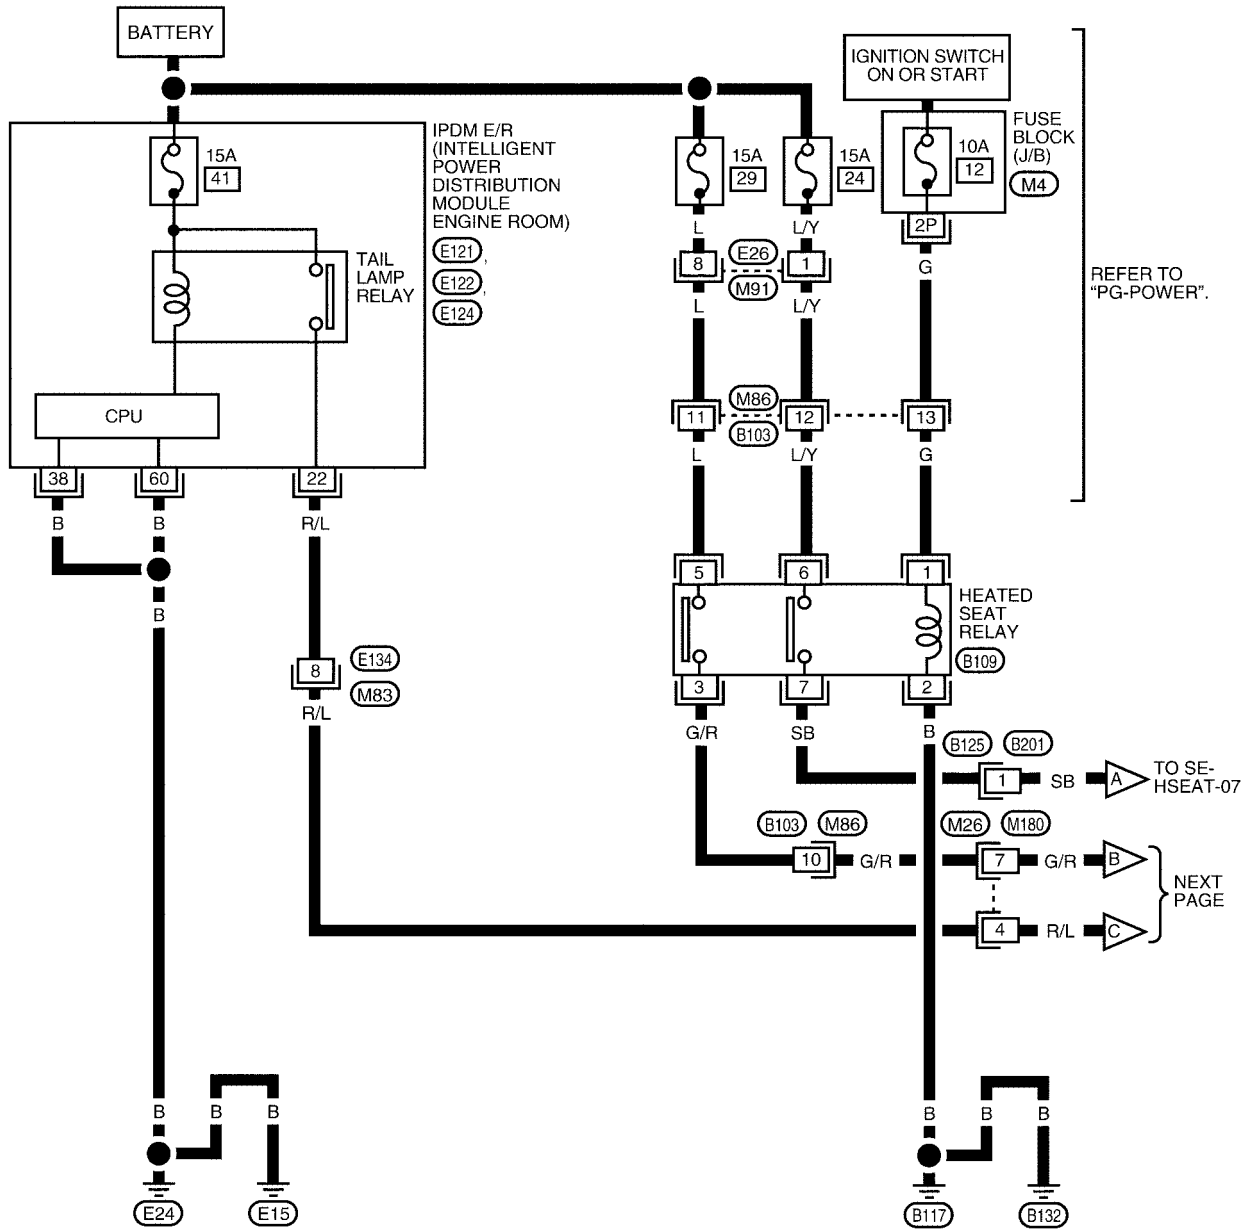 BATTERY
IGNITION SWITCH
ON OR START
IPDM E/R
(INTELLIGENT
POWER
DISTRIBUTION
MODULE
ENGINE ROOM)
E121 ,
E122 ,
E124
15A
41
15A
29
15A
24
10A
12
FUSE
BLOCK
(J/B)
M4
2P
TAIL
LAMP
RELAY
L
L/Y
G
8
E26
1
M91
REFER TO
"PG-POWER".
L
L/Y
CPU
11
M86
12
13
B103
L
L/Y
G
38
60
22
B
B
R/L
5
6
1
HEATED
SEAT
RELAY
B109
B
8
E134
M83
R/L
3
7
2
G/R
SB
B
B125
B201
1
SB
A
TO SE-
HSEAT-07
B103
M86
M26
M180
10
G/R
7
G/R
B
NEXT
PAGE
4
R/L
C
B
B
B
B
B
B
E24
E15
B117
B132